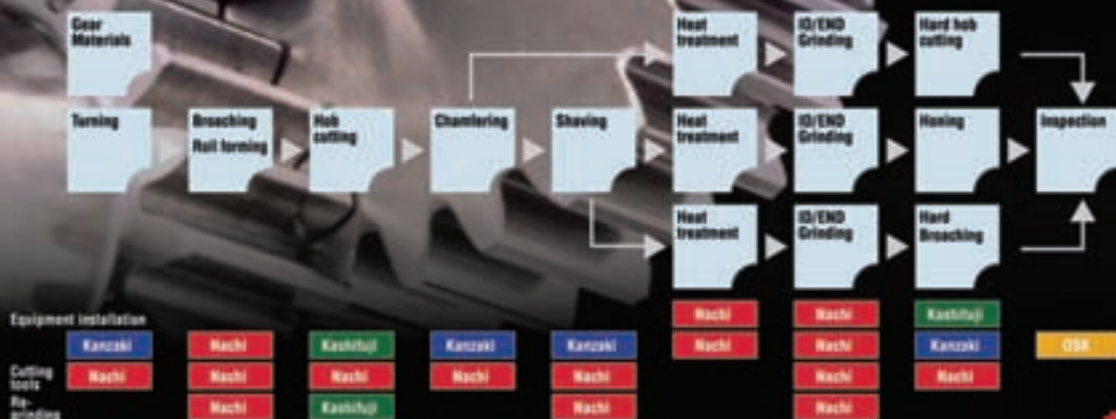 Gear
Materials
Heat
treatment
ID/END
Grinding
Hard hob
cutting
Turning
Broaching
Roll forming
Hob
cutting
Chamfering
Shaving
Heat
treatment
ID/END
Grinding
Honing
Inspection
Heat
treatment
ID/END
Grinding
Hard
Broaching
Equipment installation
Nachi Nachi Kashifuji
Kanzaki Nachi Kashifuji Kanzaki Kanzaki Nachi Nachi Kanzaki OSK
Cutting
tools
Nachi Nachi Nachi Nachi Nachi Nachi Nachi
Re-
grinding
Nachi Kashifuji Nachi Nachi